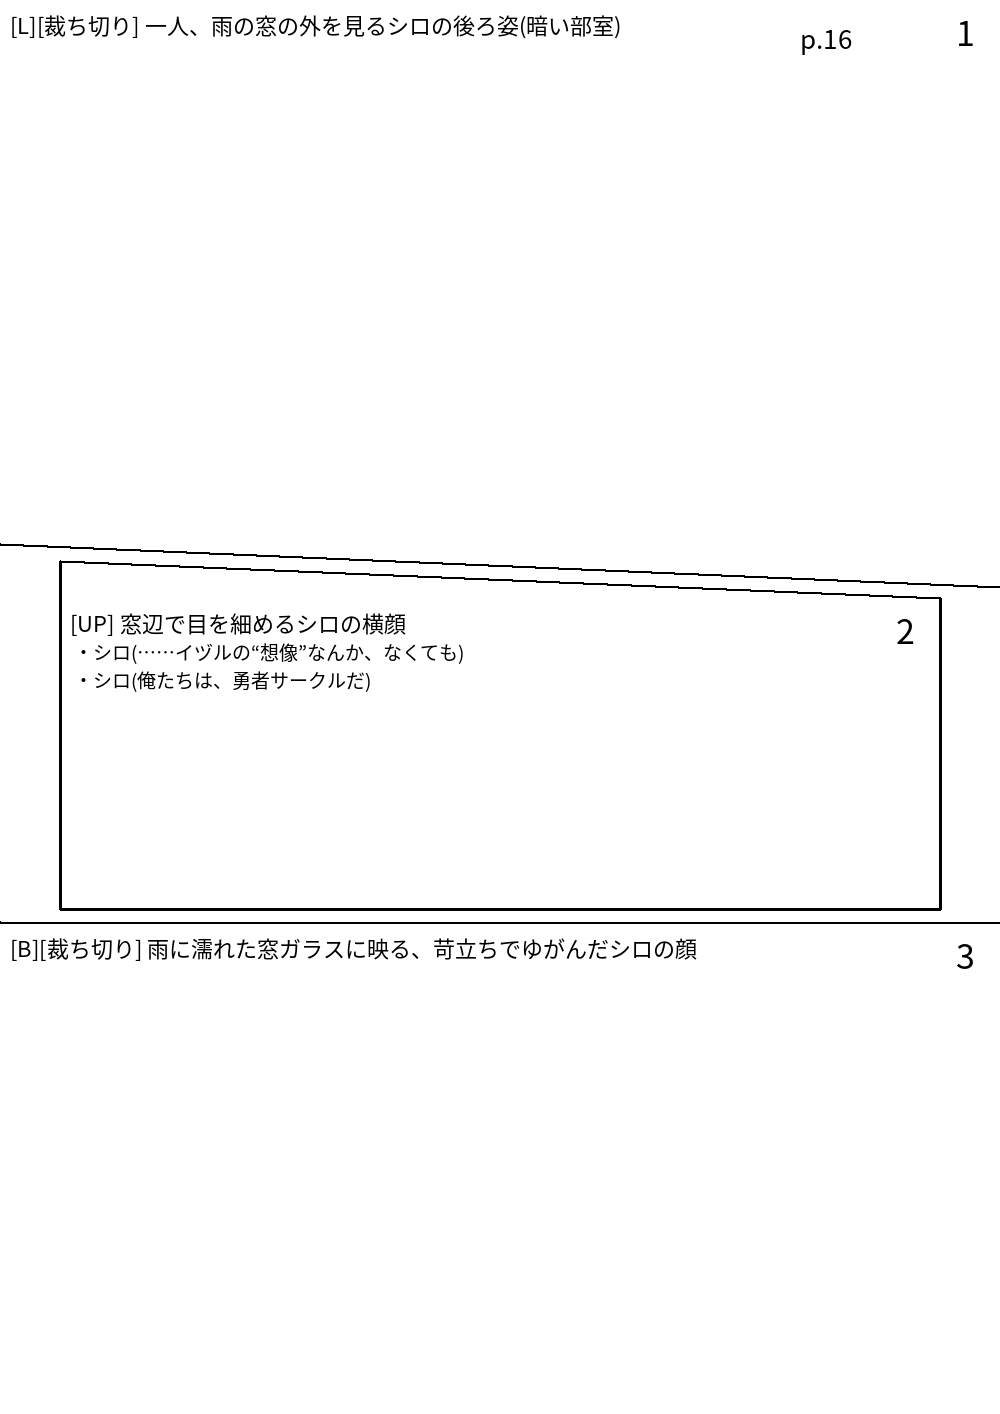 [L][裁ち切り] 一人、雨の窓の外を見るシロの後ろ姿(暗い部室)
p.16
1
[UP] 窓辺で目を細めるシロの横顔
2
・シロ(……イヅルの“想像”なんか、なくても)
・シロ(俺たちは、勇者サークルだ)
[B][裁ち切り] 雨に濡れた窓ガラスに映る、苛立ちでゆがんだシロの顔
3